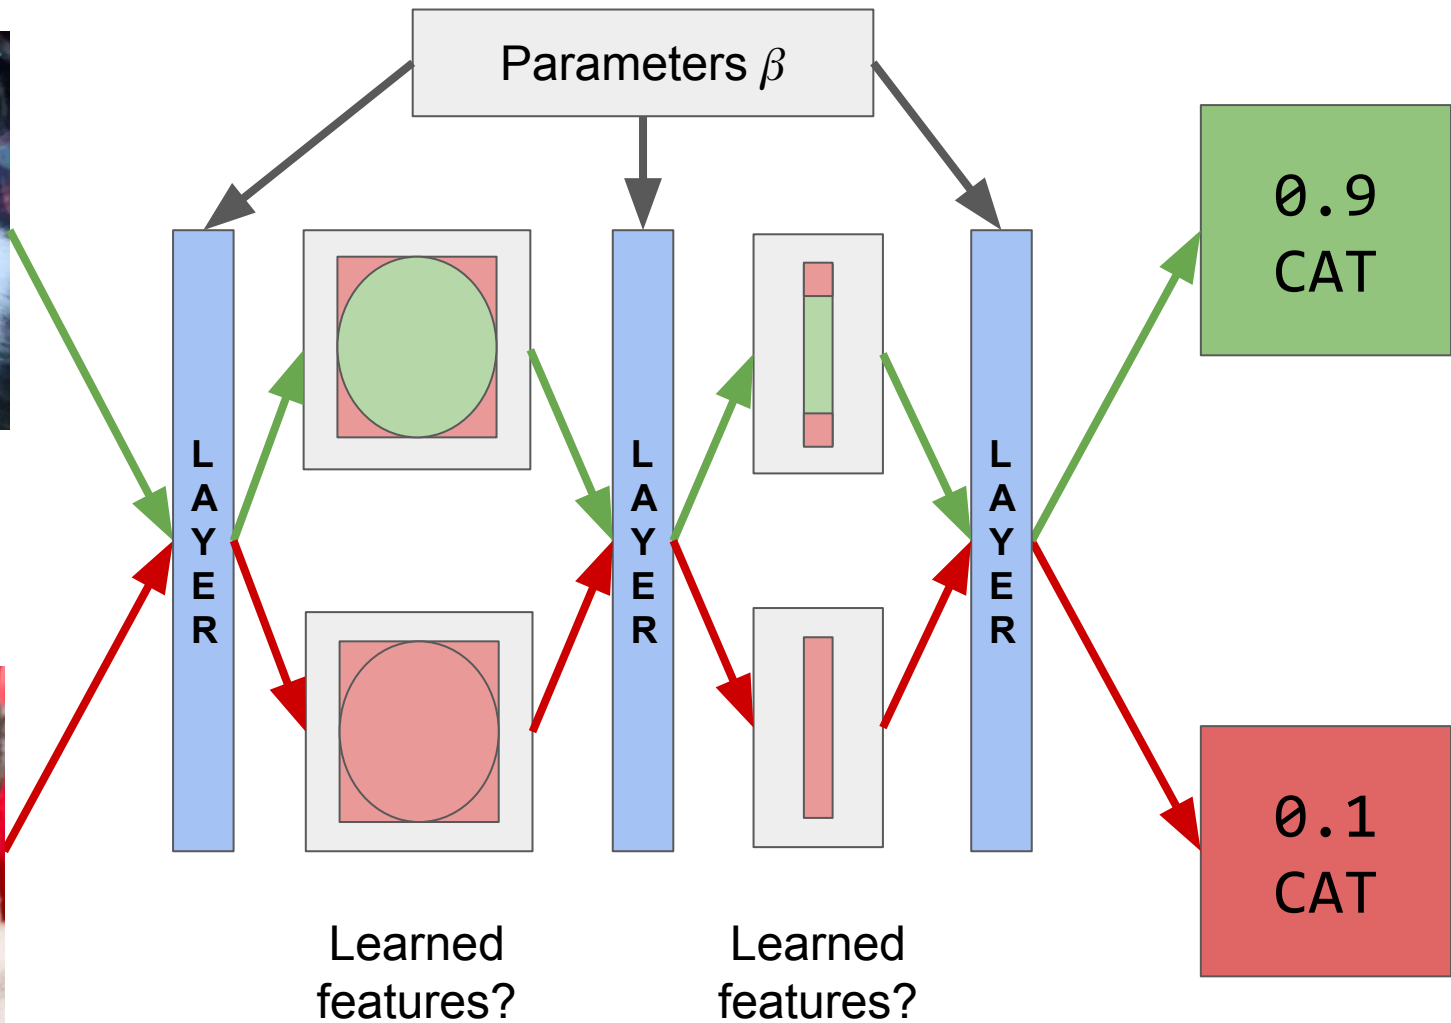 Parameters β
0.9
CAT
L
A
Y
E
R
L
A
Y
E
R
L
A
Y
E
R
0.1
CAT
Learned
features?
Learned
features?